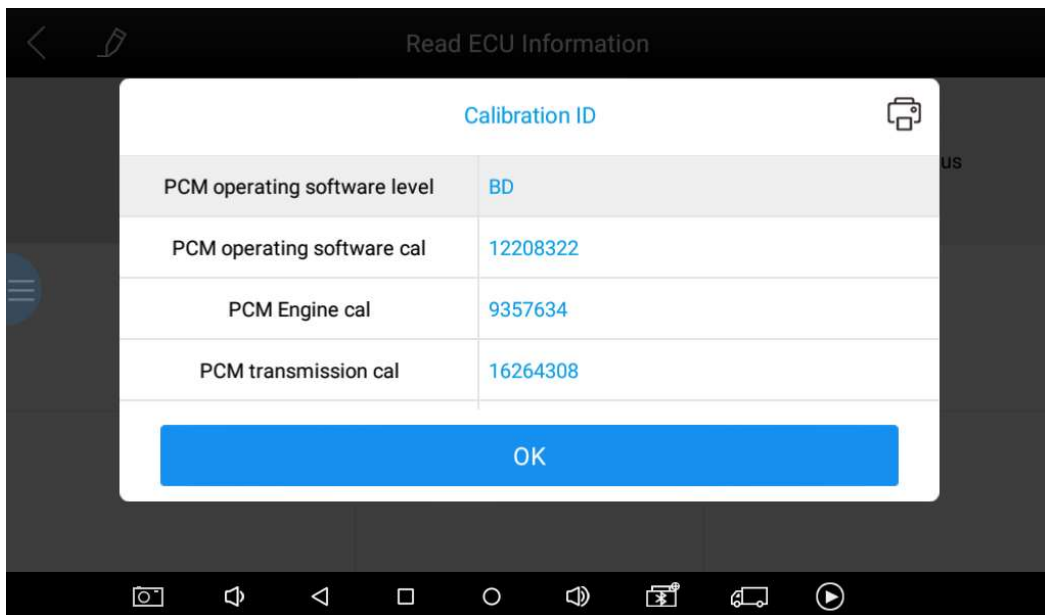 Read ECU Information
Calibration ID
us
PCM operating software level BD
PCM operating software cal 12208322
PCM Engine cal 9357634
PCM transmission cal 16264308
OK